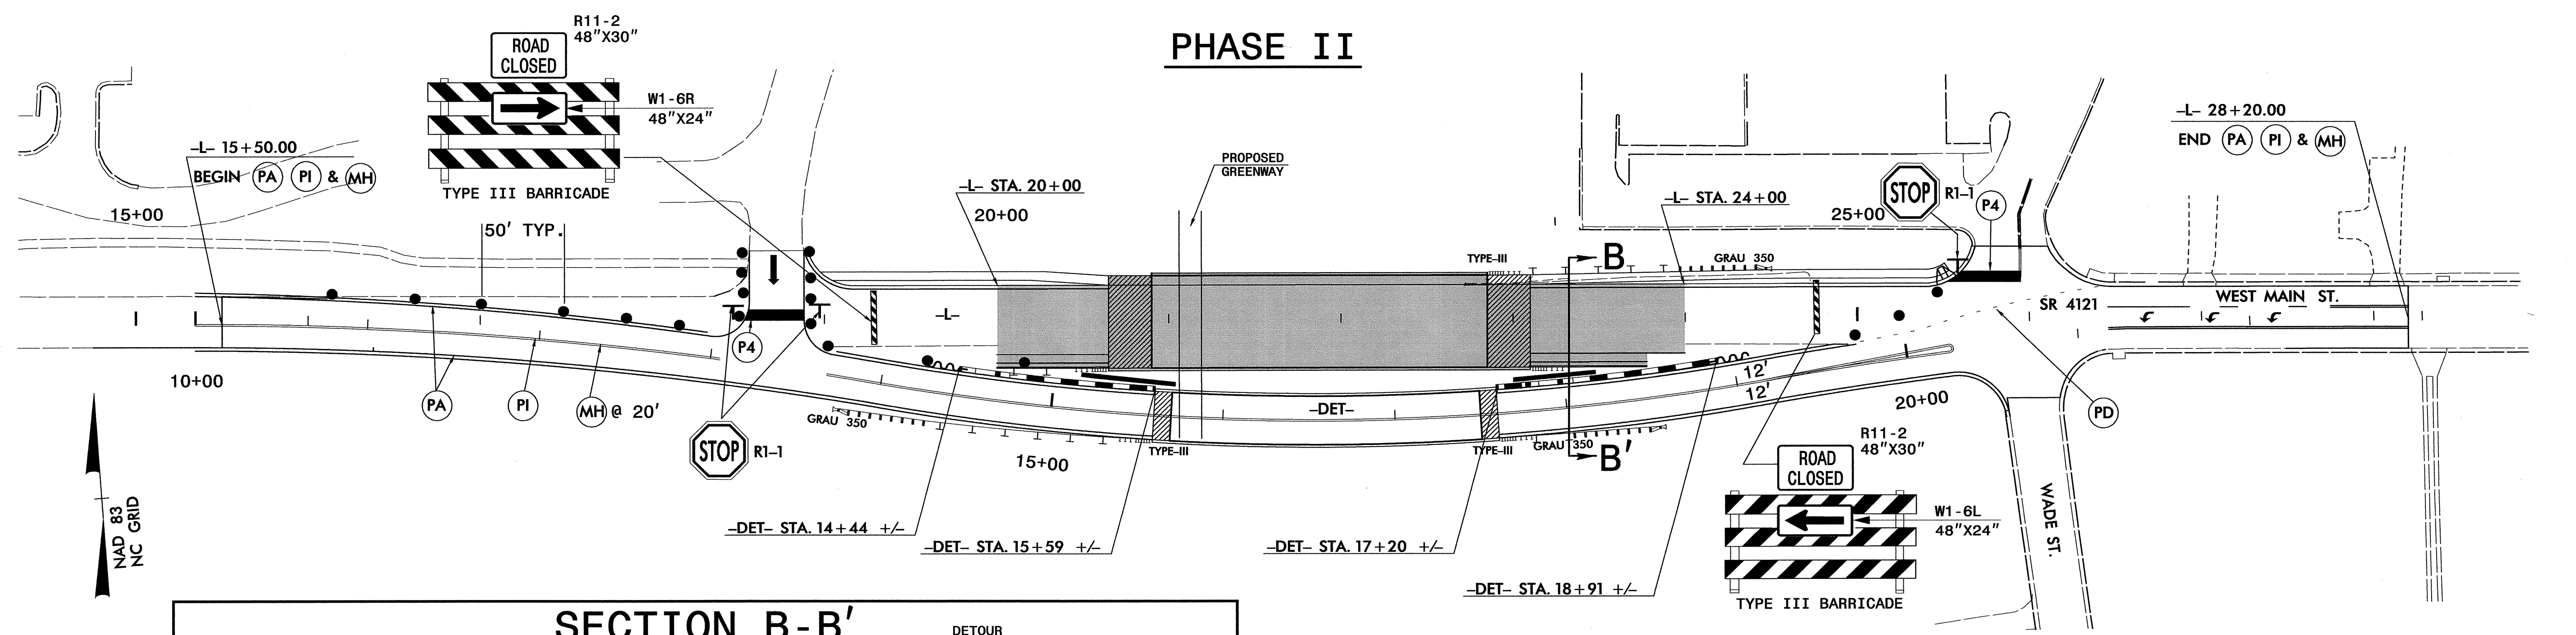 PHASE II
R11-2
48"X30"
ROAD
CLOSED
W1-6R
48"X24"
TYPE III BARRICADE
-L- 15+50.00
BEGIN PA PI & MH
15+00
50' TYP.
PROPOSED
GREENWAY
-L- STA. 20+00
20+00
-L- STA. 24+00
25+00
STOP
R1-1
P4
-L- 28+20.00
END PA PI & MH
TYPE-III
GRAU 350
B
-L-
SR 4121
WEST MAIN ST.
P4
10+00
PA
PI
MH @ 20'
GRAU 350
STOP
R1-1
-DET-
12'
12'
20+00
PD
TYPE-III
TYPE-III
GRAU 350
B'
15+00
R11-2
48"X30"
ROAD
CLOSED
W1-6L
48"X24"
TYPE III BARRICADE
WADE ST.
NAD 83
NC GRID
-DET- STA. 14+44 +/-
-DET- STA. 15+59 +/-
-DET- STA. 17+20 +/-
-DET- STA. 18+91 +/-
SECTION B-B'
DETOUR